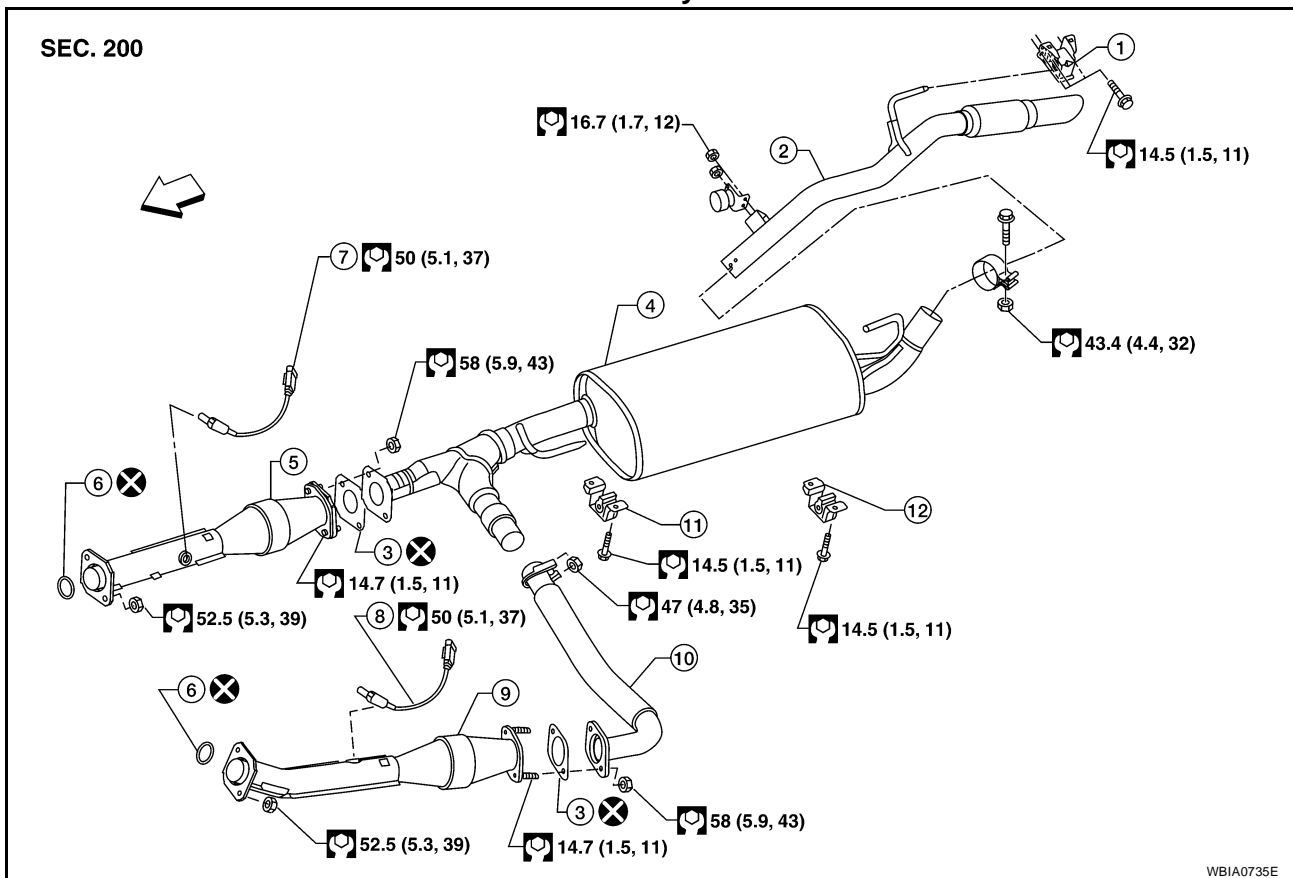 SEC. 200
1
16.7 (1.7, 12)
2
14.5 (1.5, 11)
7 50 (5.1, 37)
4
43.4 (4.4, 32)
58 (5.9, 43)
5
6
11
12
3
14.5 (1.5, 11)
14.7 (1.5, 11)
47 (4.8, 35)
52.5 (5.3, 39)
8 50 (5.1, 37)
14.5 (1.5, 11)
10
6
9
3
58 (5.9, 43)
52.5 (5.3, 39)
14.7 (1.5, 11)
WBIA0735E